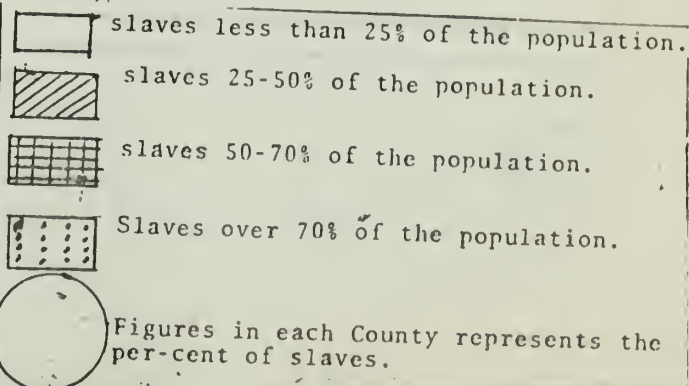 slaves less than 25% of the population.
slaves 25-50% of the population.
slaves 50-70% of the population.
Slaves over 70% of the population.
Figures in each County represents the
per-cent of slaves.